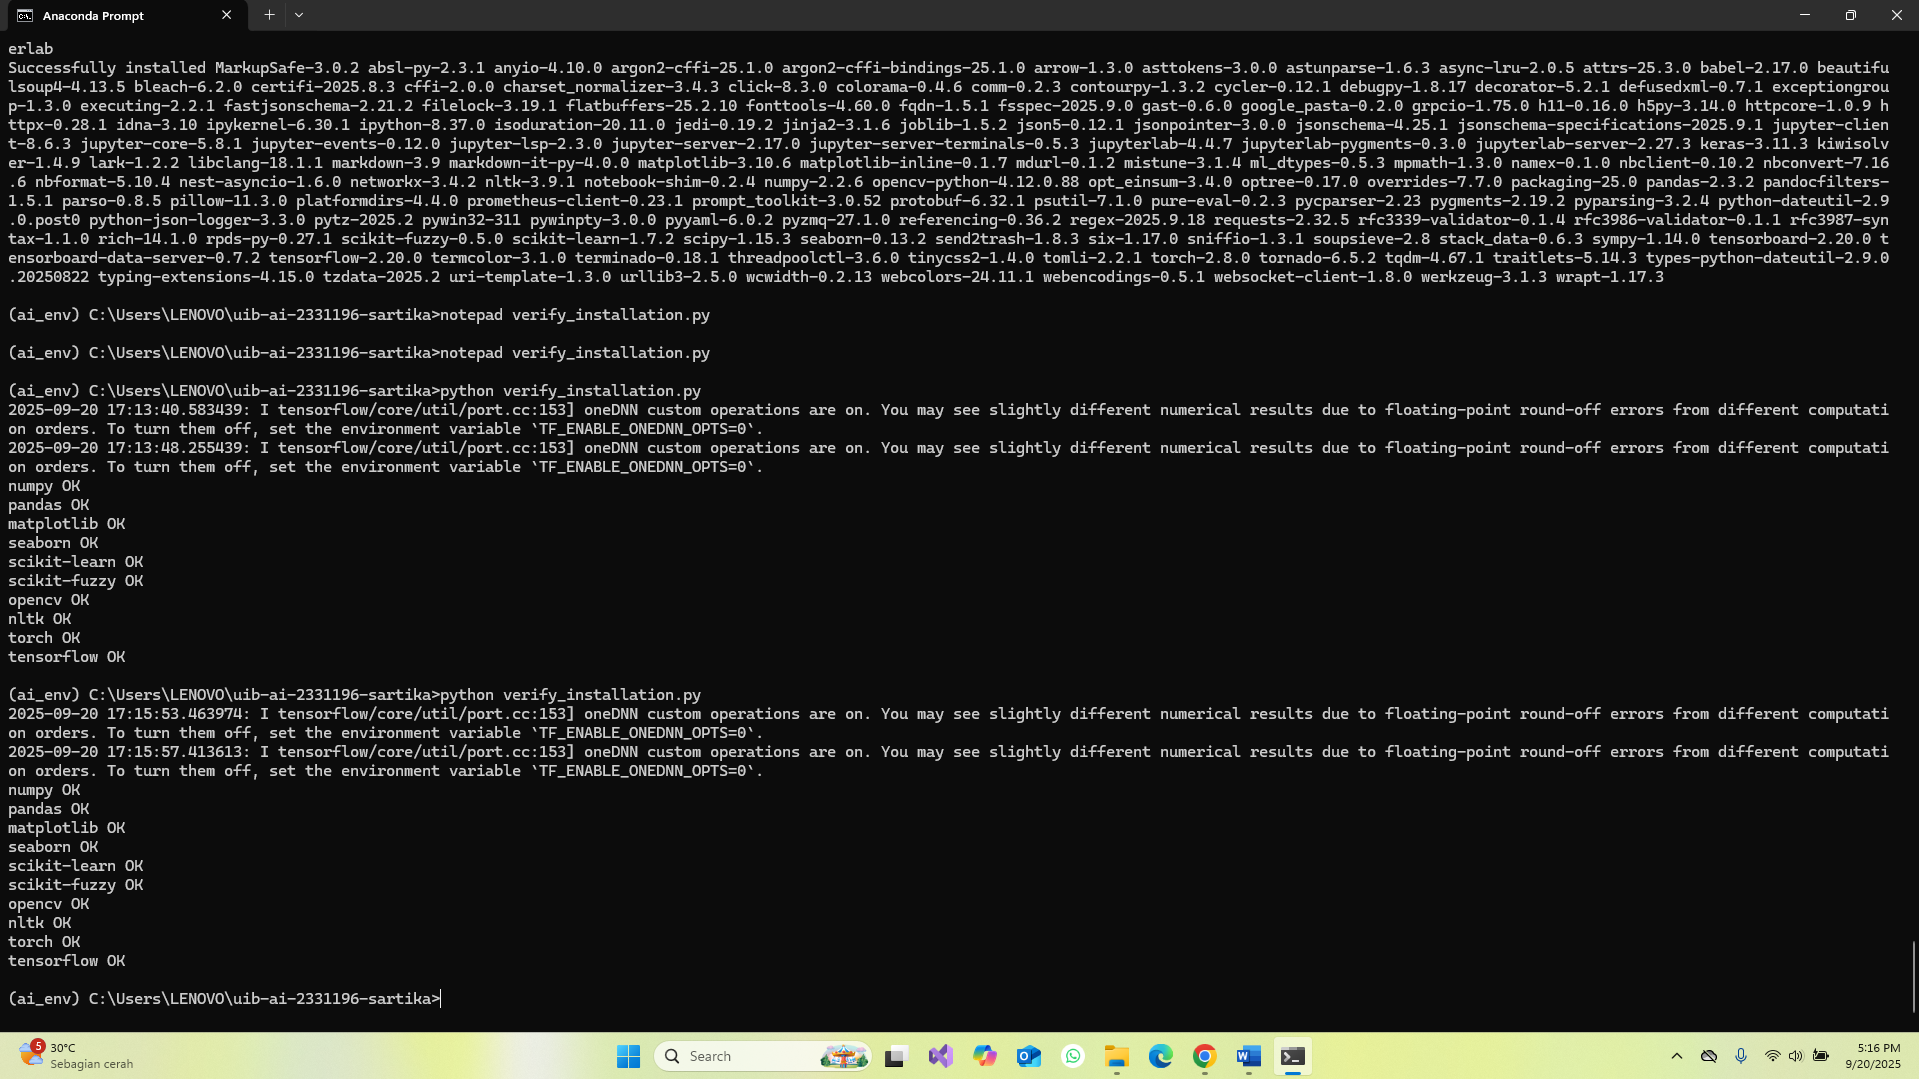 Anaconda Prompt
erlab
Successfully installed MarkupSafe-3.0.2 absl-py-2.3.1 anyio-4.10.0 argon2-cffi-25.1.0 argon2-cffi-bindings-25.1.0 arrow-1.3.0 asttokens-3.0.0 astunparse-1.6.3 async-lru-2.0.5 attrs-25.3.0 babel-2.17.0 beautifu
lsoup4-4.13.5 bleach-6.2.0 certifi-2025.8.3 cffi-2.0.0 charset_normalizer-3.4.3 click-8.3.0 colorama-0.4.6 comm-0.2.3 contourpy-1.3.2 cycler-0.12.1 debugpy-1.8.17 decorator-5.2.1 defusedxml-0.7.1 exceptiongrou
p-1.3.0 executing-2.2.1 fastjsonschema-2.21.2 filelock-3.19.1 flatbuffers-25.2.10 fonttools-4.60.0 fqdn-1.5.1 fsspec-2025.9.0 gast-0.6.0 google_pasta-0.2.0 grpcio-1.75.0 h11-0.16.0 h5py-3.14.0 httpcore-1.0.9 h
ttpx-0.28.1 idna-3.10 ipykernel-6.30.1 ipython-8.37.0 isoduration-20.11.0 jedi-0.19.2 jinja2-3.1.6 joblib-1.5.2 json5-0.12.1 jsonpointer-3.0.0 jsonschema-4.25.1 jsonschema-specifications-2025.9.1 jupyter-clien
t-8.6.3 jupyter-core-5.8.1 jupyter-events-0.12.0 jupyter-lsp-2.3.0 jupyter-server-2.17.0 jupyter-server-terminals-0.5.3 jupyterlab-4.4.7 jupyterlab-pygments-0.3.0 jupyterlab-server-2.27.3 keras-3.11.3 kiwisolv
er-1.4.9 lark-1.2.2 libclang-18.1.1 markdown-3.9 markdown-it-py-4.0.0 matplotlib-3.10.6 matplotlib-inline-0.1.7 mdurl-0.1.2 mistune-3.1.4 ml_dtypes-0.5.3 mpmath-1.3.0 namex-0.1.0 nbclient-0.10.2 nbconvert-7.16
.6 nbformat-5.10.4 nest-asyncio-1.6.0 networkx-3.4.2 nltk-3.9.1 notebook-shim-0.2.4 numpy-2.2.6 opencv-python-4.12.0.88 opt_einsum-3.4.0 optree-0.17.0 overrides-7.7.0 packaging-25.0 pandas-2.3.2 pandocfilters-
1.5.1 parso-0.8.5 pillow-11.3.0 platformdirs-4.4.0 prometheus-client-0.23.1 prompt_toolkit-3.0.52 protobuf-6.32.1 psutil-7.1.0 pure-eval-0.2.3 pycparser-2.23 pygments-2.19.2 pyparsing-3.2.4 python-dateutil-2.9
.0.post0 python-json-logger-3.3.0 pytz-2025.2 pywin32-311 pywinpty-3.0.0 pyyaml-6.0.2 pyzmq-27.1.0 referencing-0.36.2 regex-2025.9.18 requests-2.32.5 rfc3339-validator-0.1.4 rfc3986-validator-0.1.1 rfc3987-syn
tax-1.1.0 rich-14.1.0 rpds-py-0.27.1 scikit-fuzzy-0.5.0 scikit-learn-1.7.2 scipy-1.15.3 seaborn-0.13.2 send2trash-1.8.3 six-1.17.0 sniffio-1.3.1 soupsieve-2.8 stack_data-0.6.3 sympy-1.14.0 tensorboard-2.20.0 t
ensorboard-data-server-0.7.2 tensorflow-2.20.0 termcolor-3.1.0 terminado-0.18.1 threadpoolctl-3.6.0 tinycss2-1.4.0 tomli-2.2.1 torch-2.8.0 tornado-6.5.2 tqdm-4.67.1 traitlets-5.14.3 types-python-dateutil-2.9.0
.20250822 typing-extensions-4.15.0 tzdata-2025.2 uri-template-1.3.0 urllib3-2.5.0 wcwidth-0.2.13 webcolors-24.11.1 webencodings-0.5.1 websocket-client-1.8.0 werkzeug-3.1.3 wrapt-1.17.3
(ai_env) C:\Users\LENOVO\uib-ai-2331196-sartika>notepad verify_installation.py
(ai_env) C:\Users\LENOVO\uib-ai-2331196-sartika>notepad verify_installation.py
(ai_env) C:\Users\LENOVO\uib-ai-2331196-sartika>python verify_installation.py
2025-09-20 17:13:40.583439: I tensorflow/core/util/port.cc:153] oneDNN custom operations are on. You may see slightly different numerical results due to floating-point round-off errors from different computati
on orders. To turn them off, set the environment variable `TF_ENABLE_ONEDNN_OPTS=0`.
2025-09-20 17:13:48.255439: I tensorflow/core/util/port.cc:153] oneDNN custom operations are on. You may see slightly different numerical results due to floating-point round-off errors from different computati
on orders. To turn them off, set the environment variable `TF_ENABLE_ONEDNN_OPTS=0`.
numpy OK
pandas OK
matplotlib OK
seaborn OK
scikit-learn OK
scikit-fuzzy OK
opencv OK
nltk OK
torch OK
tensorflow OK
(ai_env) C:\Users\LENOVO\uib-ai-2331196-sartika>python verify_installation.py
2025-09-20 17:15:53.463974: I tensorflow/core/util/port.cc:153] oneDNN custom operations are on. You may see slightly different numerical results due to floating-point round-off errors from different computati
on orders. To turn them off, set the environment variable `TF_ENABLE_ONEDNN_OPTS=0`.
2025-09-20 17:15:57.413613: I tensorflow/core/util/port.cc:153] oneDNN custom operations are on. You may see slightly different numerical results due to floating-point round-off errors from different computati
on orders. To turn them off, set the environment variable `TF_ENABLE_ONEDNN_OPTS=0`.
numpy OK
pandas OK
matplotlib OK
seaborn OK
scikit-learn OK
scikit-fuzzy OK
opencv OK
nltk OK
torch OK
tensorflow OK
(ai_env) C:\Users\LENOVO\uib-ai-2331196-sartika>
5
30°C
Sebagian cerah
Search
5:16 PM
9/20/2025